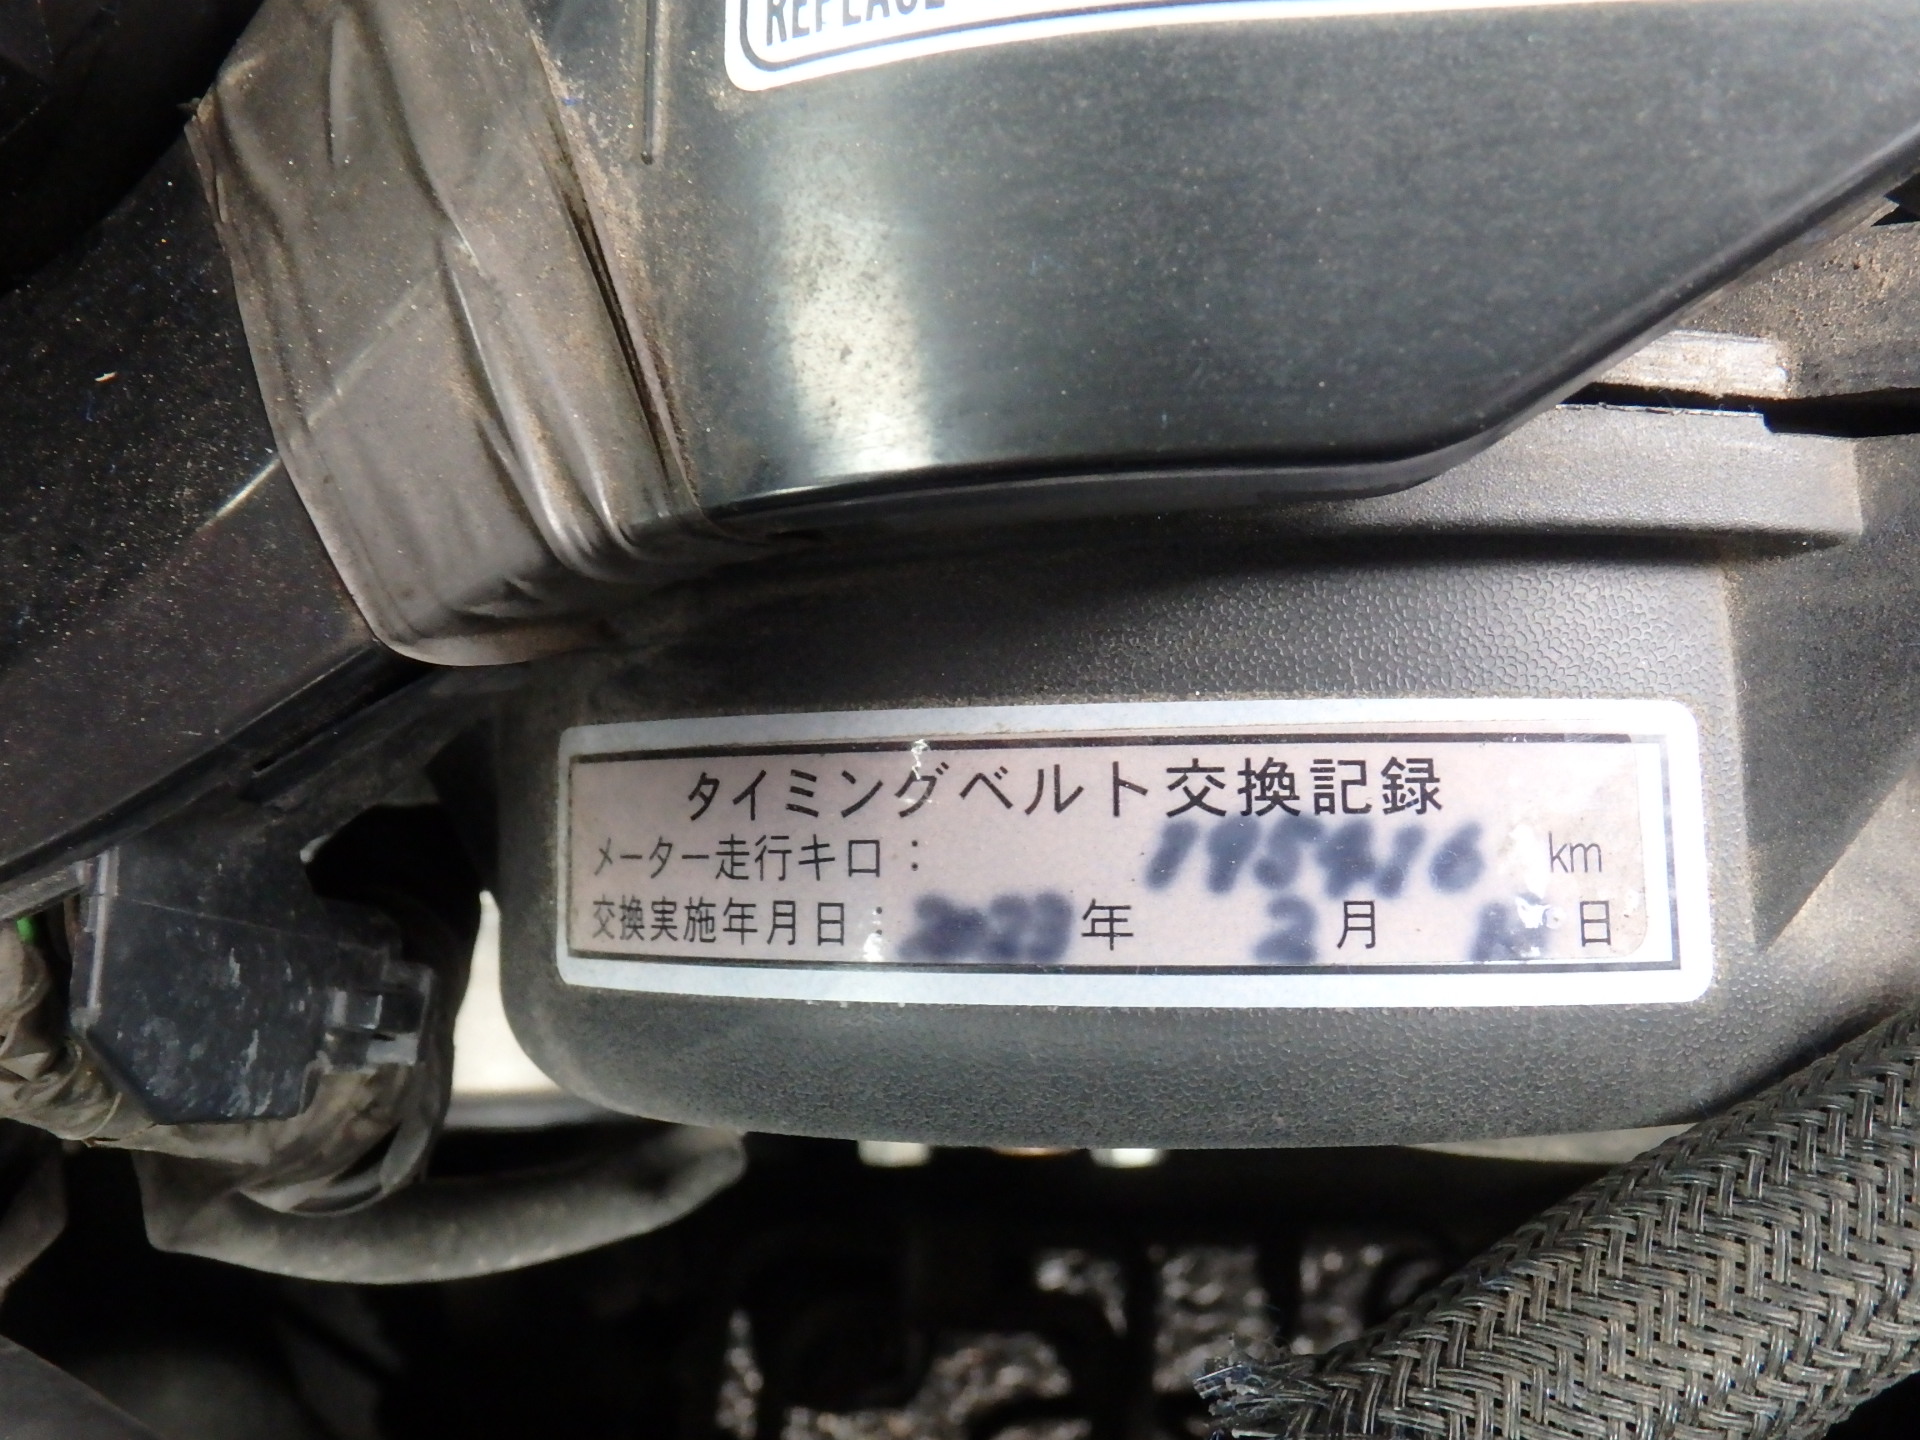 REPLACE
タイミングベルト交換記録
メーター走行キロ： km
交換実施年月日： 年 2月 日